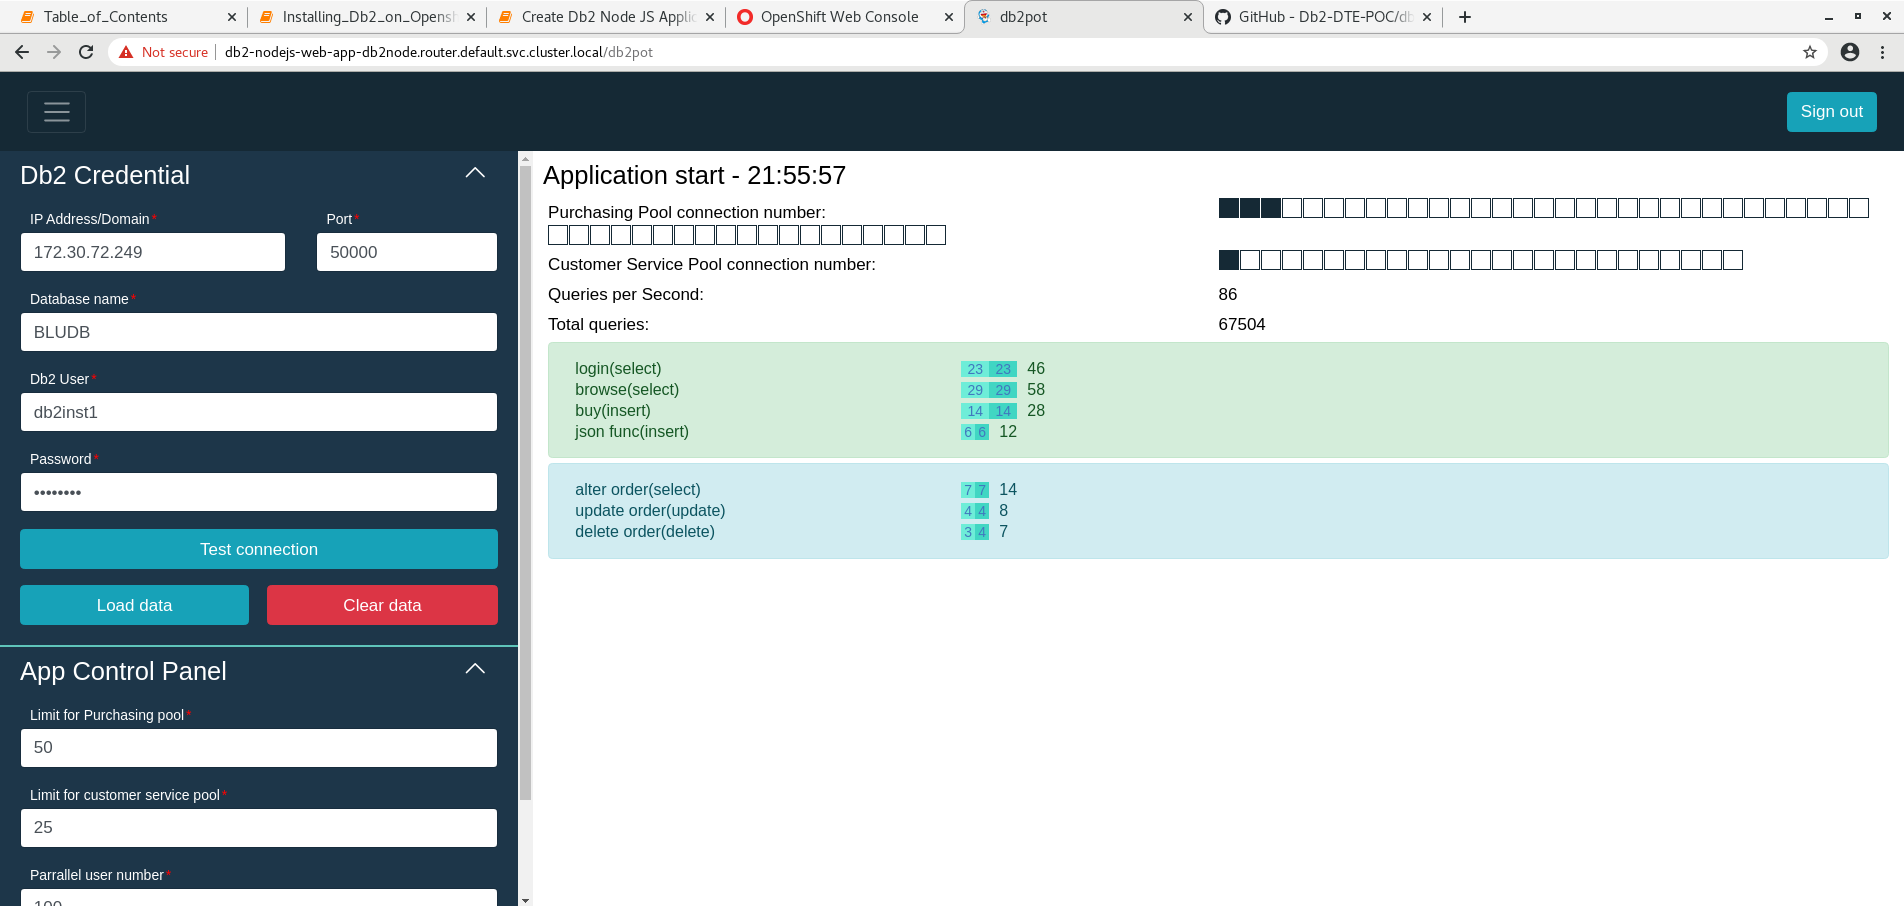 Table_of_Contents
Installing_Db2_on_Opensh
Create Db2 Node JS Applic
OpenShift Web Console
db2pot
GitHub - Db2-DTE-POC/db
Not secure
db2-nodejs-web-app-db2node.router.default.svc.cluster.local/db2pot
Sign out
Db2 Credential
IP Address/Domain*
Port*
172.30.72.249
50000
Database name*
BLUDB
Db2 User*
db2inst1
Password*
••••••••
Test connection
Load data
Clear data
App Control Panel
Limit for Purchasing pool*
50
Limit for customer service pool*
25
Parrallel user number*
100
Application start - 21:55:57
Purchasing Pool connection number:
Customer Service Pool connection number:
Queries per Second: 86
Total queries: 67504
login(select) 23 23 46
browse(select) 29 29 58
buy(insert) 14 14 28
json func(insert) 6 6 12
alter order(select) 7 7 14
update order(update) 4 4 8
delete order(delete) 3 4 7